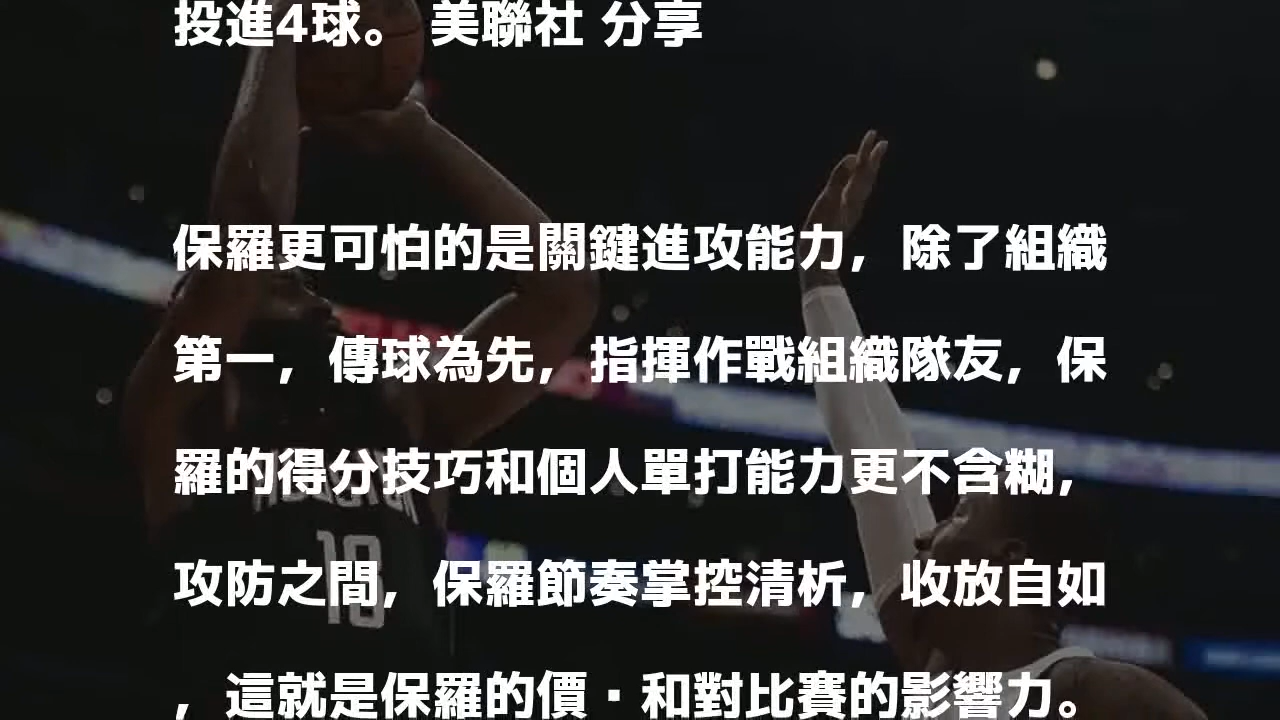 投進4球。 美聯社 分享
保羅更可怕的是關鍵進攻能力，除了組織
第一，傳球為先，指揮作戰組織隊友，保
羅的得分技巧和個人單打能力更不含糊，
攻防之間，保羅節奏掌控清析，收放自如
，這就是保羅的價·和對比賽的影響力。
13